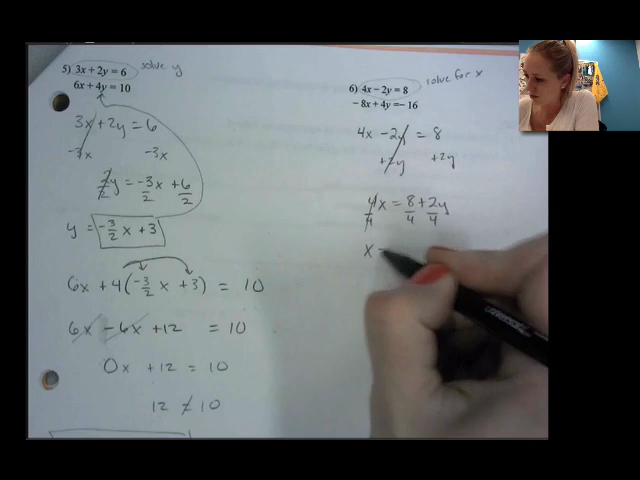 5) 3x + 2y = 6 solve y
6x + 4y = 10
3x + 2y = 6
-3x -3x
2y/2 = -3x/2 + 6/2
y = -3/2 x + 3
6x + 4(-3/2 x + 3) = 10
6x - 6x + 12 = 10
0x + 12 = 10
12 ≠ 10
6) 4x – 2y = 8 solve for x
– 8x + 4y = – 16
4x - 2y = 8
+2y +2y
4x/4 = 8/4 + 2y/4
x =